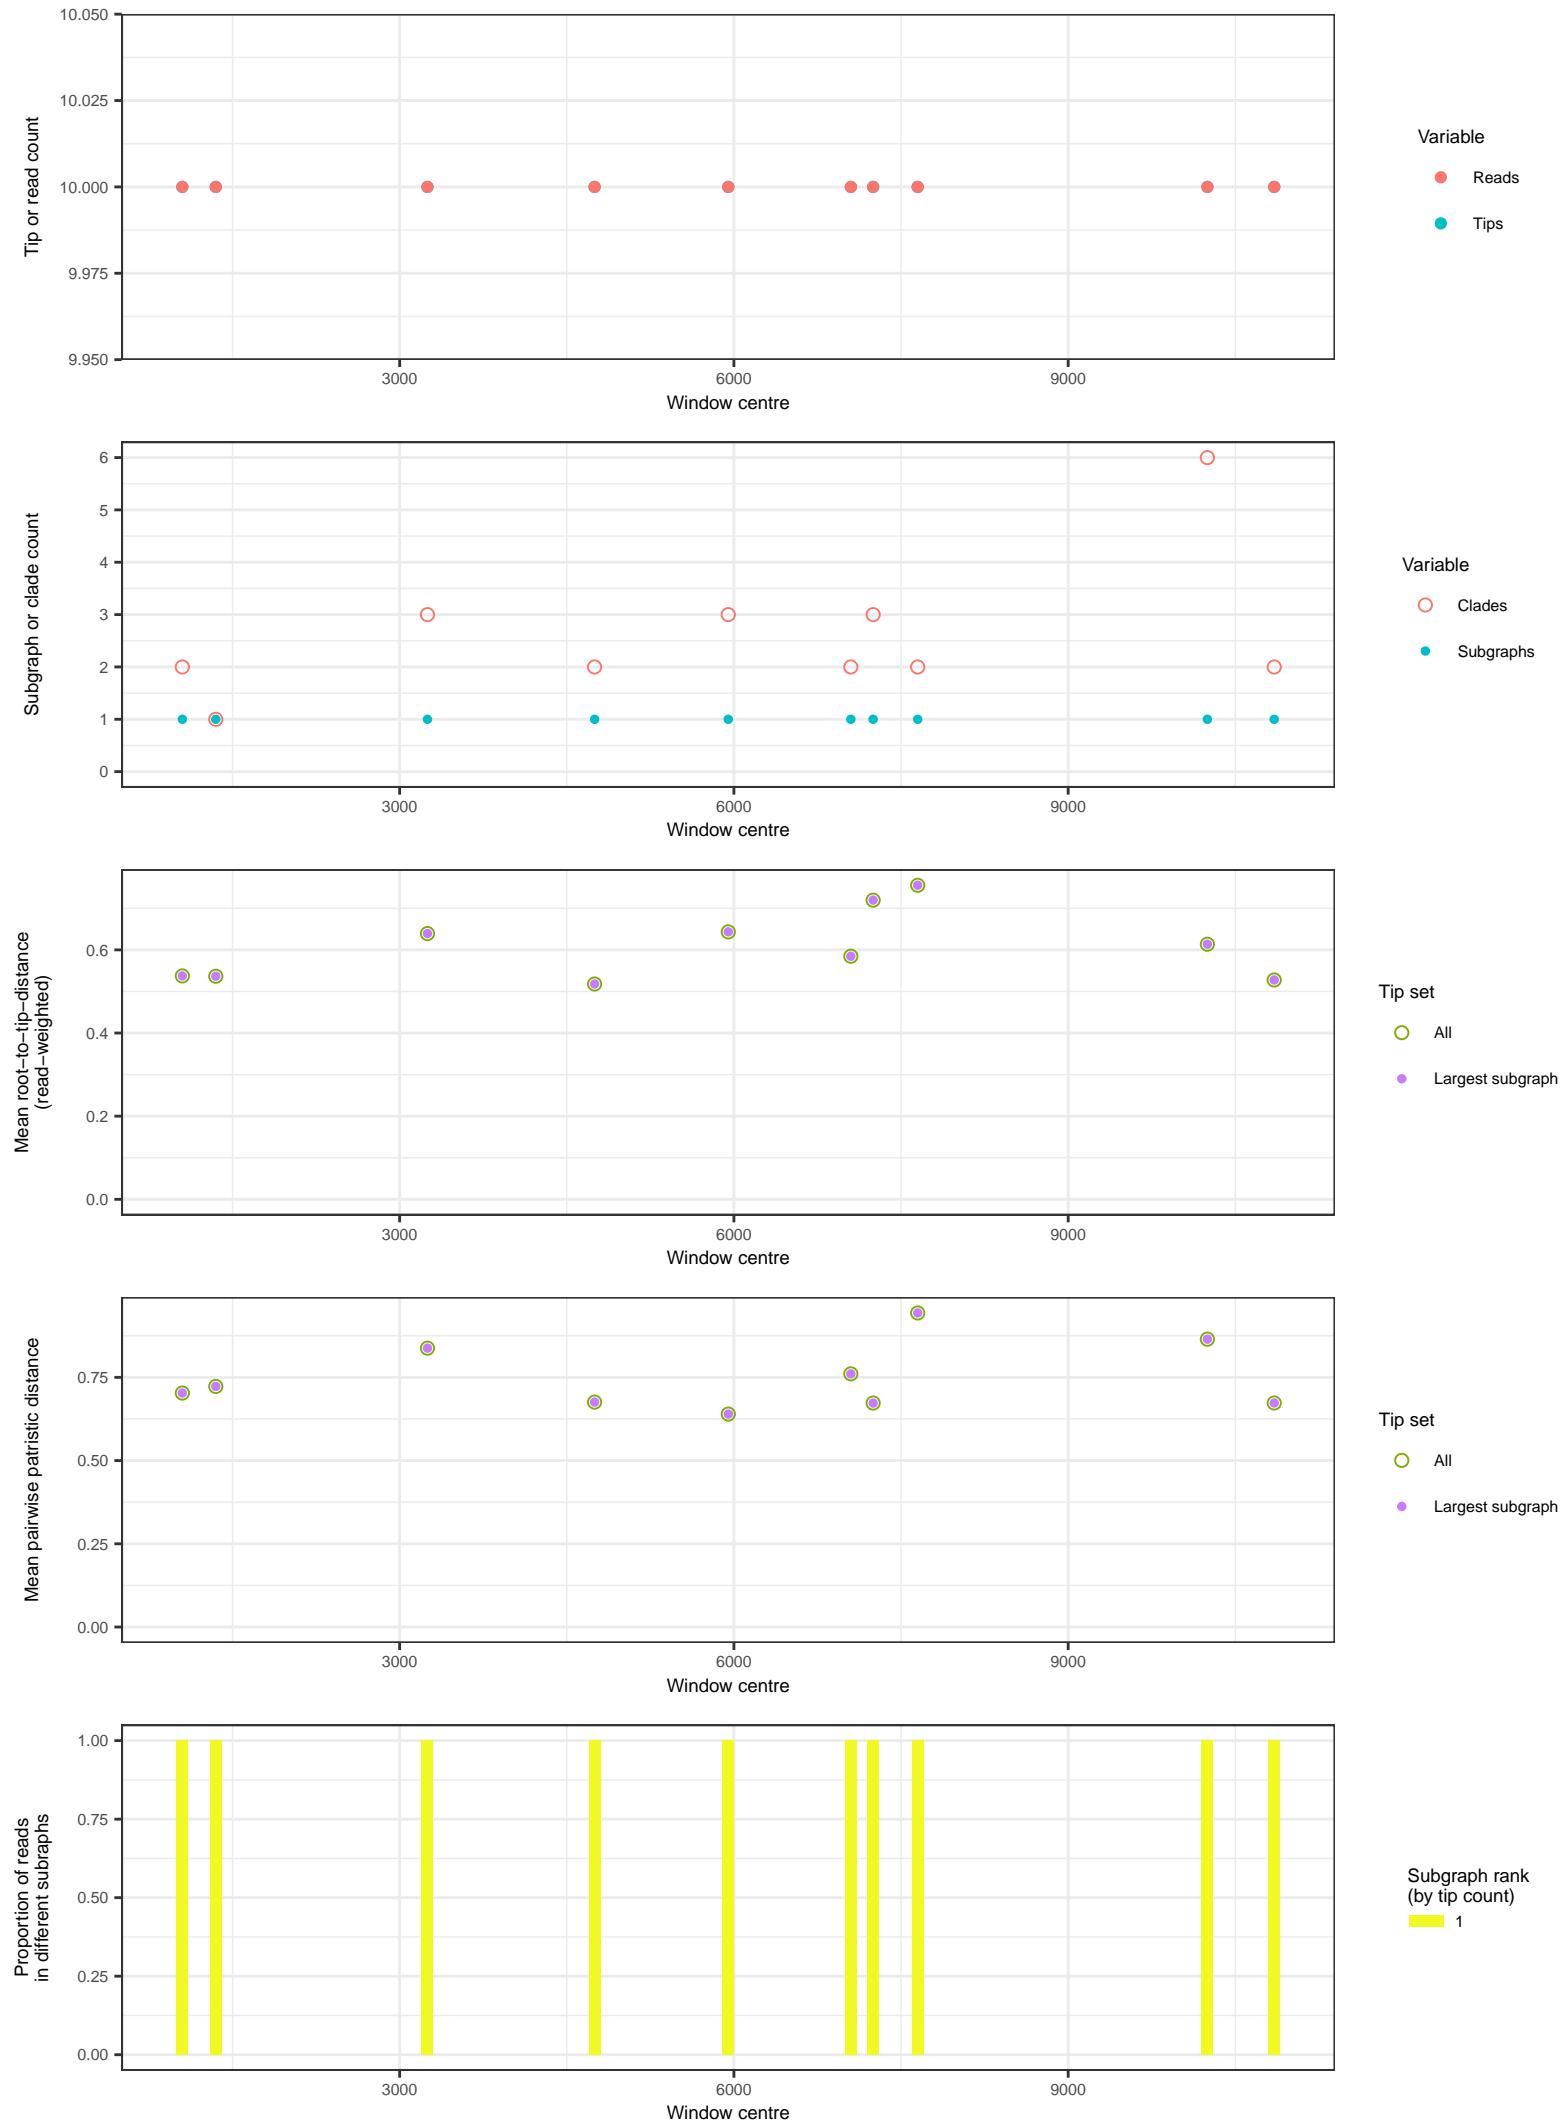 10.050
10.025
10.000
9.975
9.950
Tip or read count
3000 6000 9000
Window centre
Variable
Reads
Tips
6
5
4
3
2
1
0
Subgraph or clade count
3000 6000 9000
Window centre
Variable
Clades
Subgraphs
0.6
0.4
0.2
0.0
Mean root−to−tip−distance
(read−weighted)
3000 6000 9000
Window centre
Tip set
All
Largest subgraph
0.75
0.50
0.25
0.00
Mean pairwise patristic distance
3000 6000 9000
Window centre
Tip set
All
Largest subgraph
1.00
0.75
0.50
0.25
0.00
Proportion of reads
in different subraphs
3000 6000 9000
Window centre
Subgraph rank
(by tip count)
1